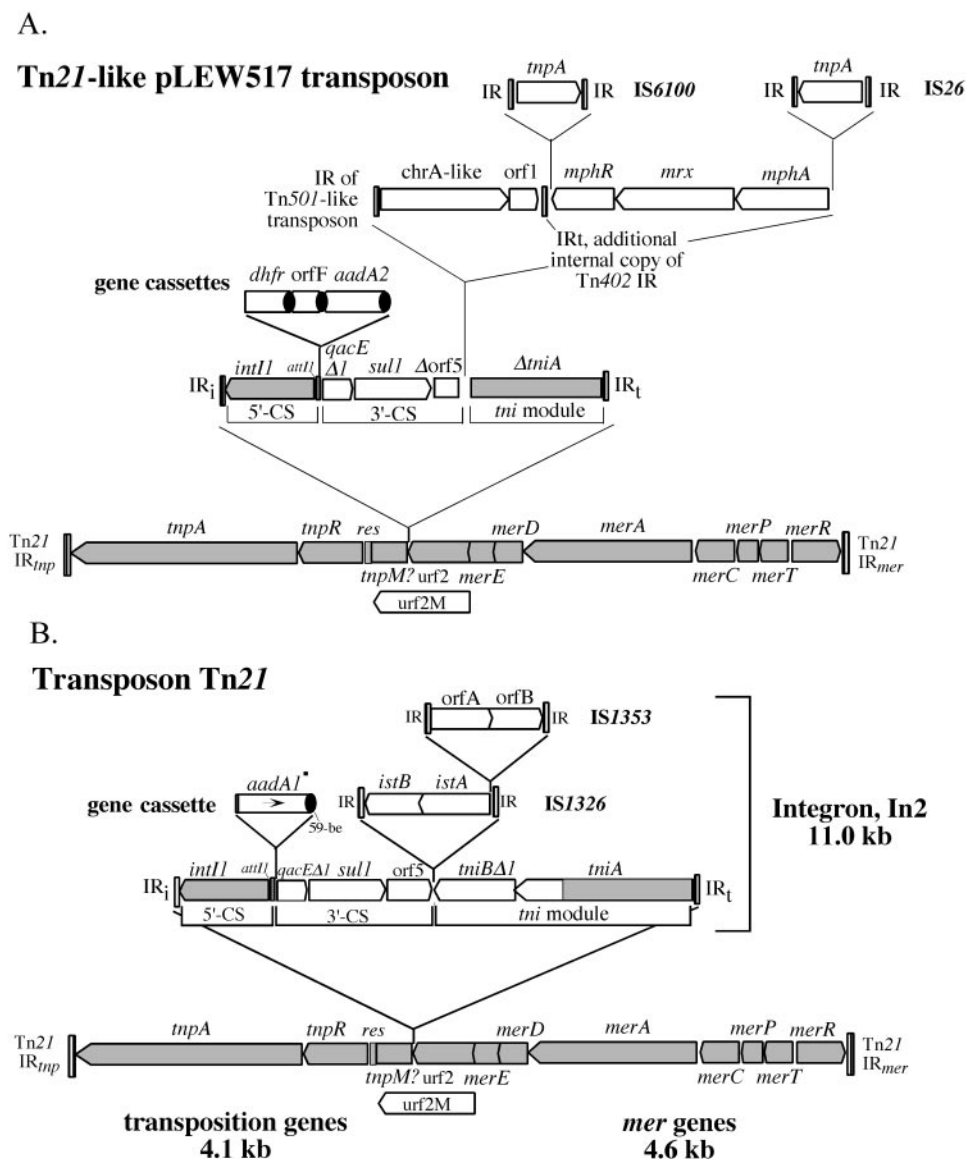 A.
Tn21-like pLEW517 transposon
tnpA
IR IR IS6100
tnpA
IR IR IS26
IR of
Tn501-like
transposon
chrA-like orf1 mphR mrx mphA
IRt, additional
internal copy of
Tn402 IR
gene cassettes
dhfr orfF aadA2
qacE
intI1 attI1 Δ1 sul1 Δorf5 ΔtniA
IRi IRt
5'-CS 3'-CS tni module
tnpA tnpR res merD merA merP merR
Tn21
IRtnp
Tn21
IRmer
tnpM? urf2 merE merC merT
urf2M
B.
Transposon Tn21
orfA orfB
IR IR IS1353
gene cassette
aadA1
59-be
istB istA
IR IR IS1326
Integron, In2
11.0 kb
intI1 attI1 qacEΔ1 sul1 orf5 tniBΔ1 tniA
IRi IRt
5'-CS 3'-CS tni module
tnpA tnpR res merD merA merP merR
Tn21
IRtnp
Tn21
IRmer
tnpM? urf2 merE merC merT
urf2M
transposition genes
4.1 kb
mer genes
4.6 kb